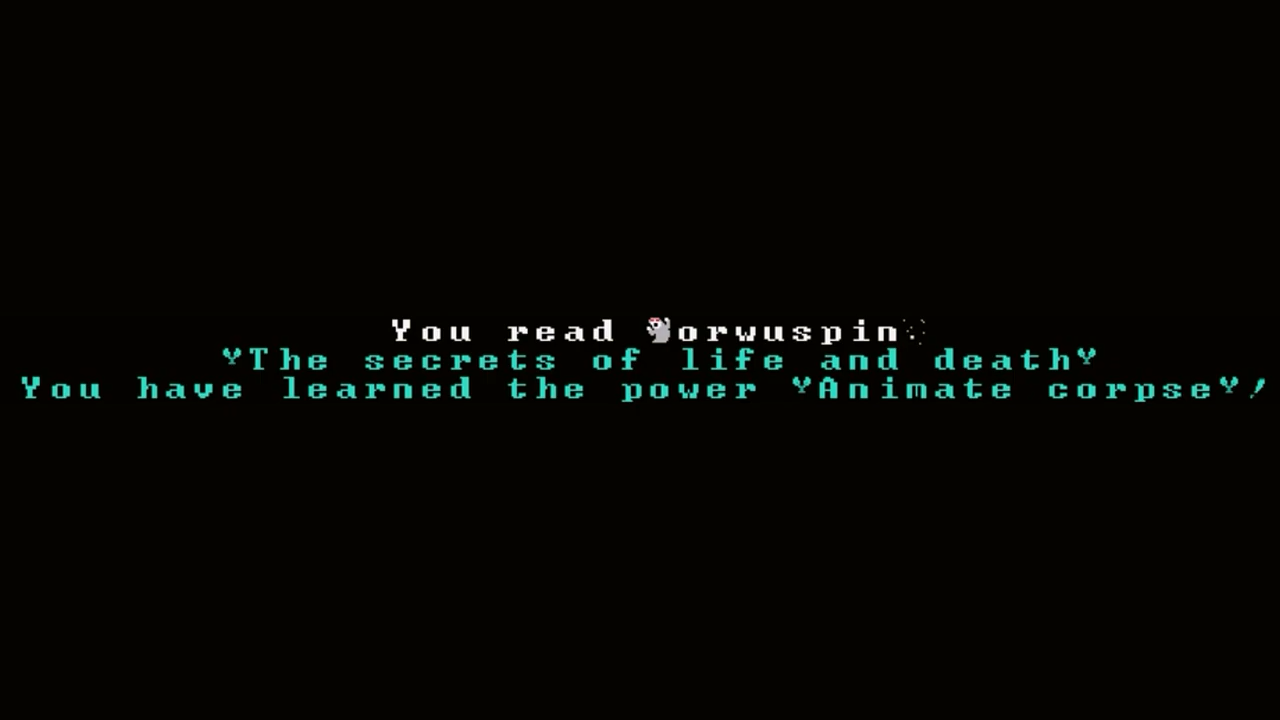 You read orwuspin
The secrets of life and death
You have learned the power Animate corpse!